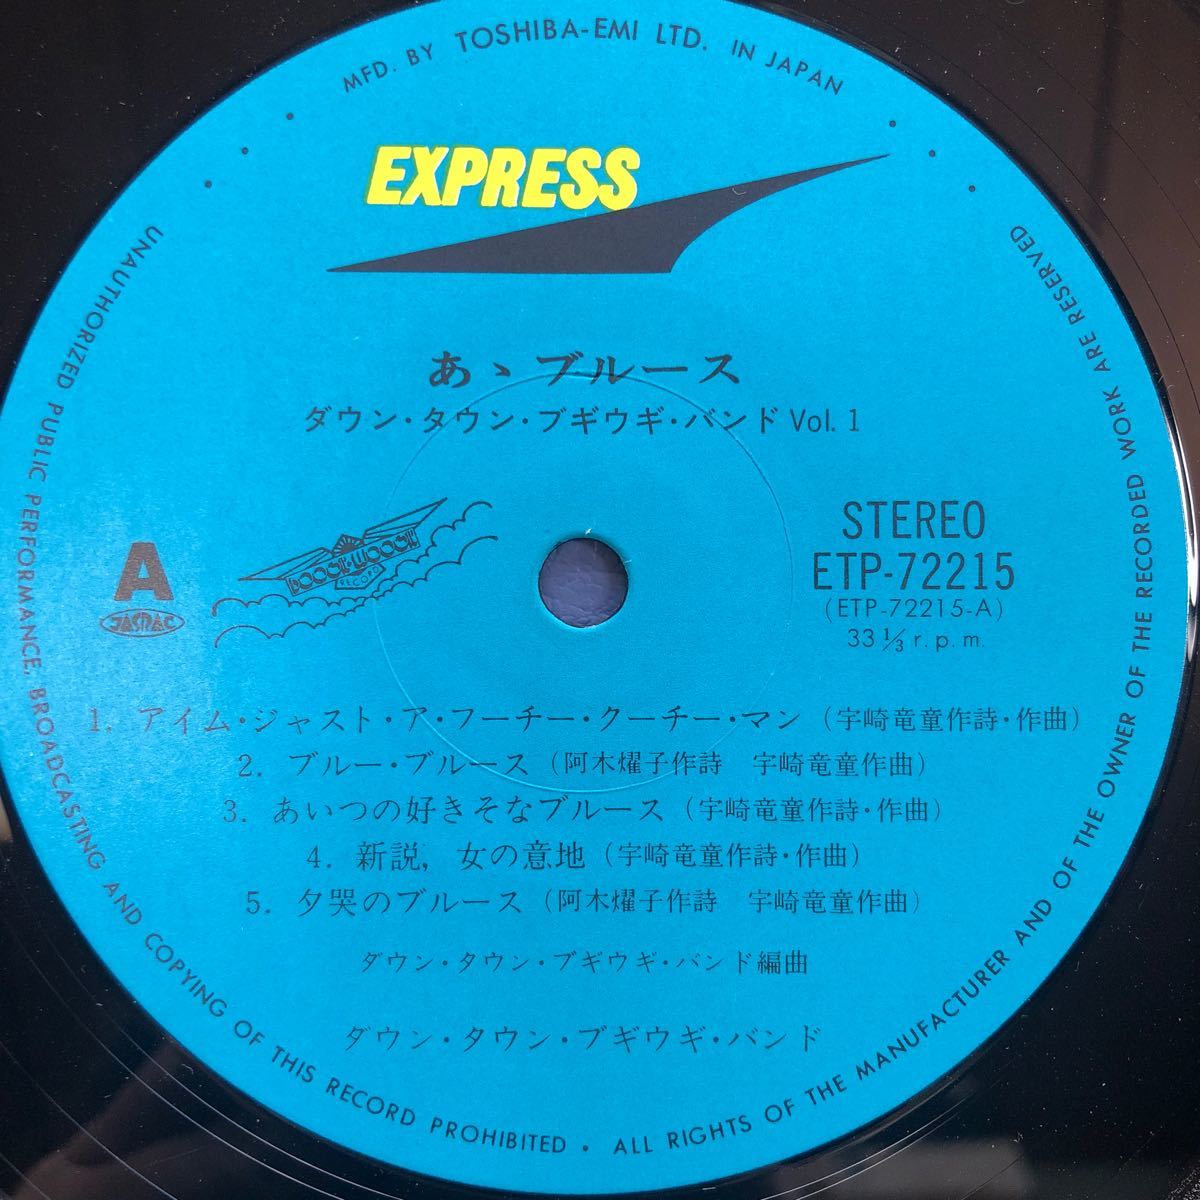 MFD. BY TOSHIBA-EMI LTD. IN JAPAN
EXPRESS
あゝブルース
ダウン・タウン・ブギウギ・バンド Vol. 1
A
JASRAC
BOOGIE WOOGIE
RECORD
STEREO
ETP-72215
(ETP-72215-A)
33 1/3 r.p.m.
1. アイム・ジャスト・ア・フーチー・クーチー・マン (宇崎竜童作詩・作曲)
2. ブルー・ブルース (阿木燿子作詩 宇崎竜童作曲)
3. あいつの好きそなブルース (宇崎竜童作詩・作曲)
4. 新説, 女の意地 (宇崎竜童作詩・作曲)
5. 夕哭のブルース (阿木燿子作詩 宇崎竜童作曲)
ダウン・タウン・ブギウギ・バンド編曲
ダウン・タウン・ブギウギ・バンド
UNAUTHORIZED PUBLIC PERFORMANCE, BROADCASTING AND COPYING OF THIS RECORD PROHIBITED • ALL RIGHTS OF THE MANUFACTURER AND OF THE OWNER OF THE RECORDED WORK ARE RESERVED